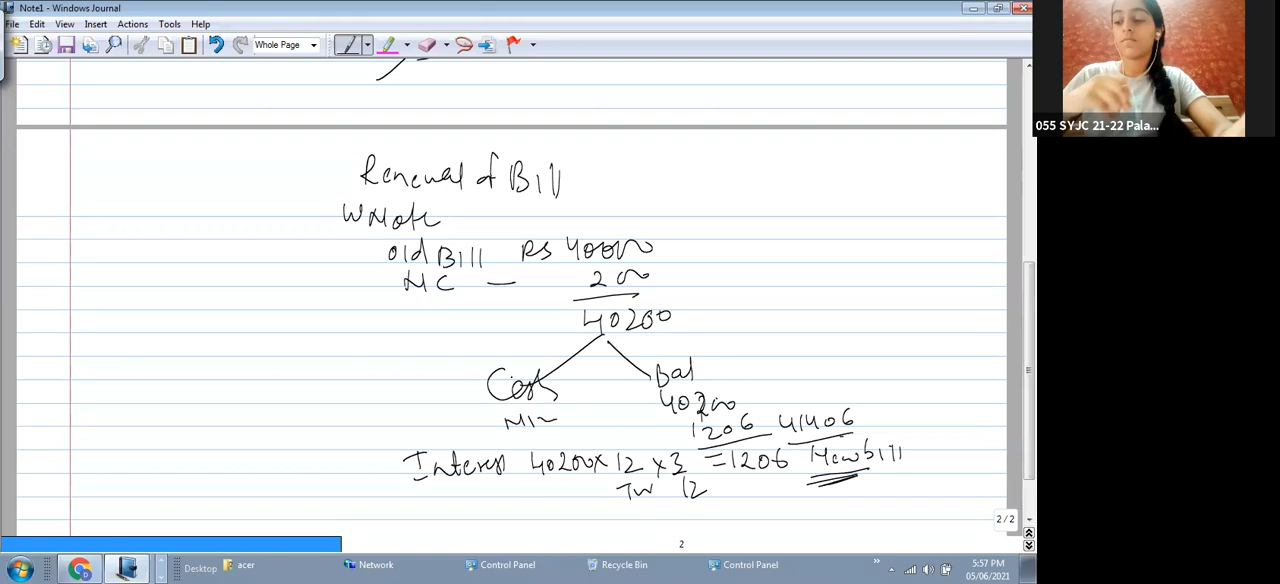 Note1 - Windows Journal
File Edit View Insert Actions Tools Help
Whole Page
055 SYJC 21-22 Pala...
Renewal of Bill
WNote
Old Bill Rs 40000
NC — 200
40200
Cash Bal
Nil 40200
1206 41406
Interest 40200 × 12 × 3 = 1206 New bill
100 12
2/2
2
Desktop acer Network Control Panel Recycle Bin Control Panel
5:57 PM
05/06/2021